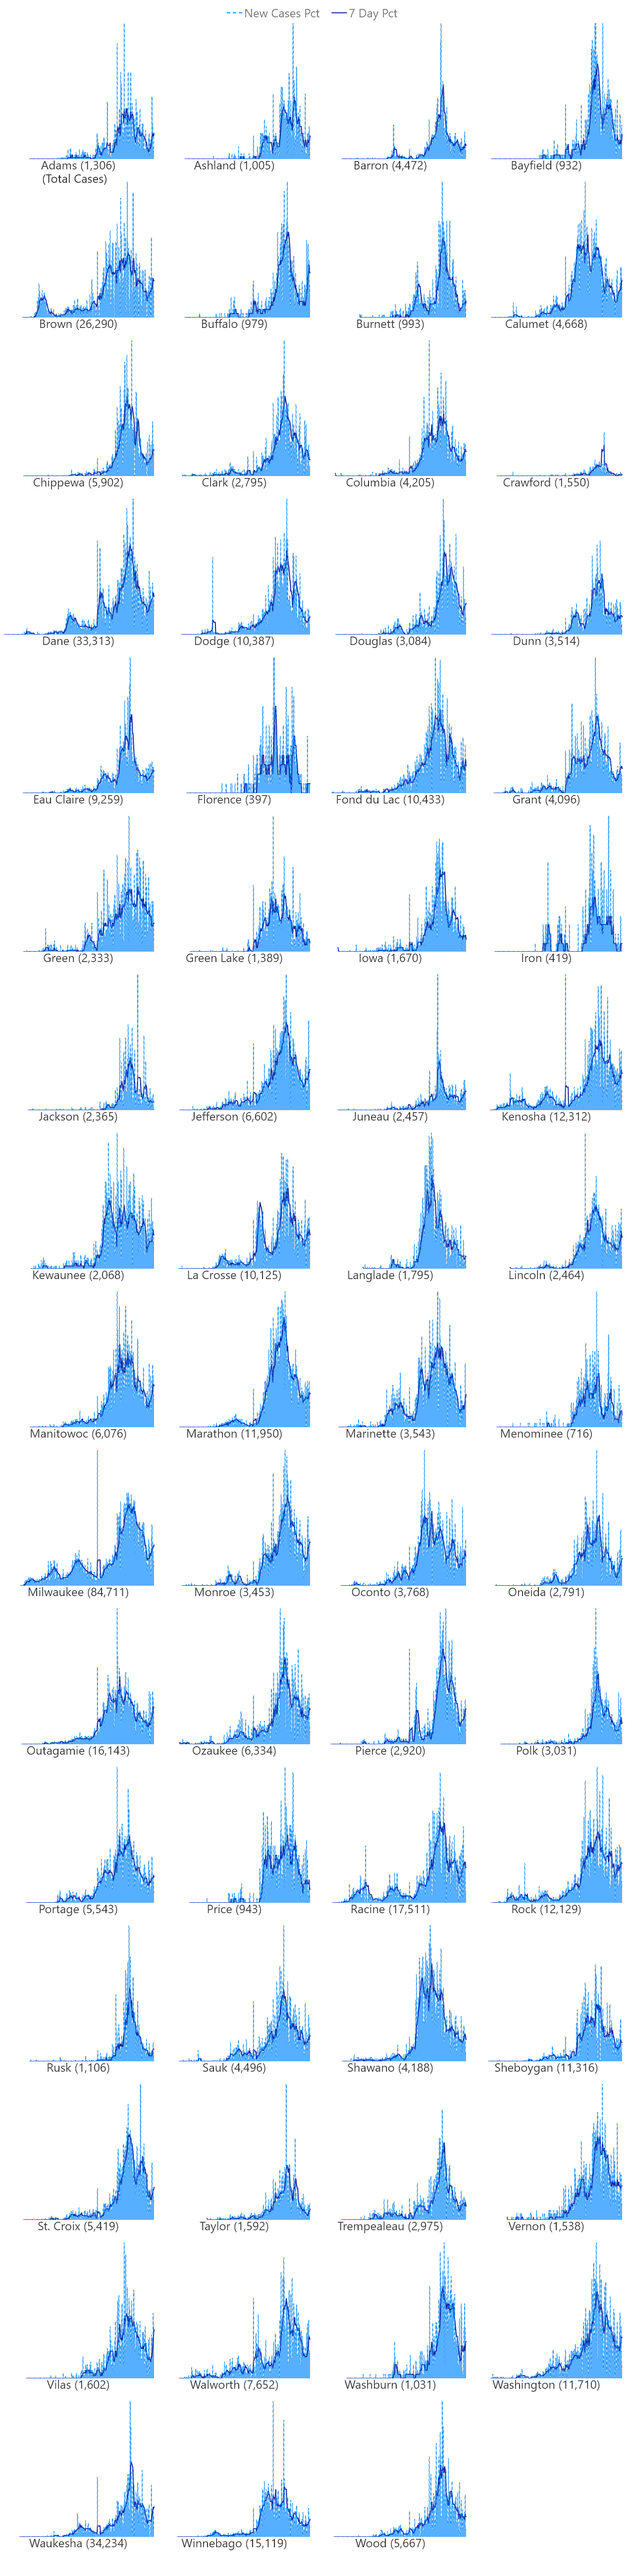 New Cases Pct 7 Day Pct
Adams (1,306) Ashland (1,005) Barron (4,472) Bayfield (932)
(Total Cases)
Brown (26,290) Buffalo (979) Burnett (993) Calumet (4,668)
Chippewa (5,902) Clark (2,795) Columbia (4,205) Crawford (1,550)
Dane (33,313) Dodge (10,387) Douglas (3,084) Dunn (3,514)
Eau Claire (9,259) Florence (397) Fond du Lac (10,433) Grant (4,096)
Green (2,333) Green Lake (1,389) Iowa (1,670) Iron (419)
Jackson (2,365) Jefferson (6,602) Juneau (2,457) Kenosha (12,312)
Kewaunee (2,068) La Crosse (10,125) Langlade (1,795) Lincoln (2,464)
Manitowoc (6,076) Marathon (11,950) Marinette (3,543) Menominee (716)
Milwaukee (84,711) Monroe (3,453) Oconto (3,768) Oneida (2,791)
Outagamie (16,143) Ozaukee (6,334) Pierce (2,920) Polk (3,031)
Portage (5,543) Price (943) Racine (17,511) Rock (12,129)
Rusk (1,106) Sauk (4,496) Shawano (4,188) Sheboygan (11,316)
St. Croix (5,419) Taylor (1,592) Trempealeau (2,975) Vernon (1,538)
Vilas (1,602) Walworth (7,652) Washburn (1,031) Washington (11,710)
Waukesha (34,234) Winnebago (15,119) Wood (5,667)